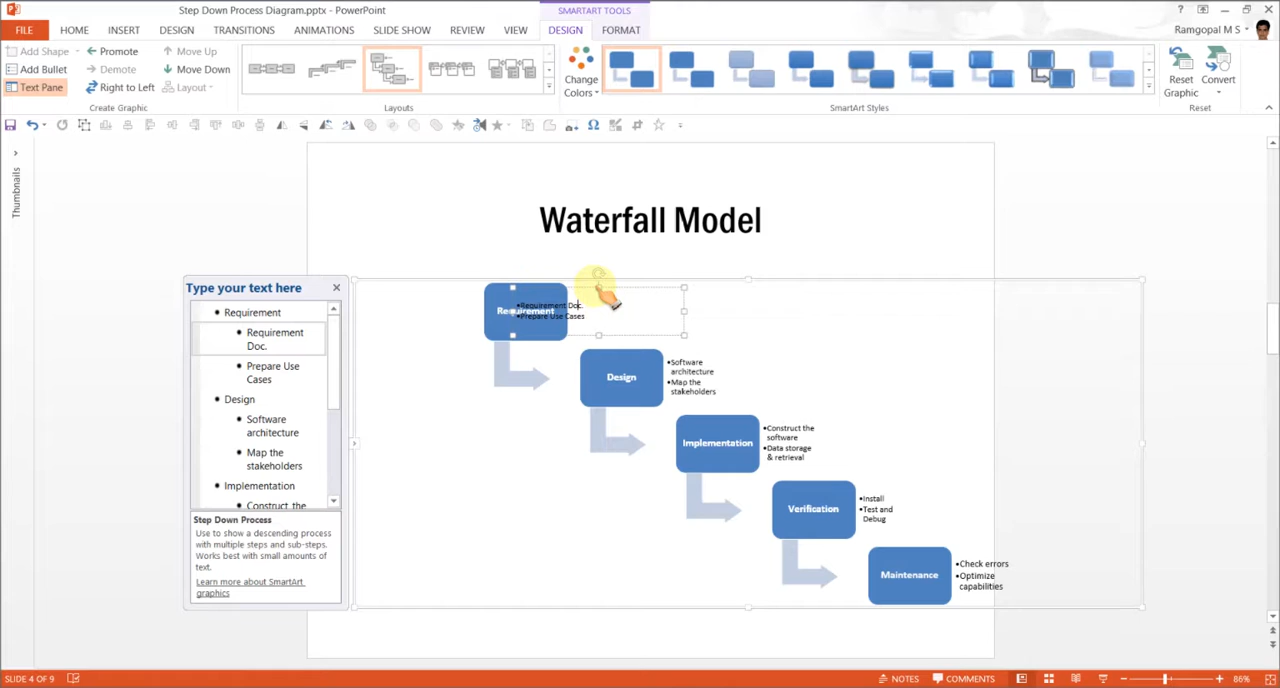 Step Down Process Diagram.pptx - PowerPoint
SMARTART TOOLS
?
FILE
HOME
INSERT
DESIGN
TRANSITIONS
ANIMATIONS
SLIDE SHOW
REVIEW
VIEW
DESIGN
FORMAT
Ramgopal M S
Add Shape
Promote
Move Up
Add Bullet
Demote
Move Down
Text Pane
Right to Left
Layout
Create Graphic
Layouts
Change
Colors
SmartArt Styles
Reset
Graphic
Convert
Reset
Thumbnails
Waterfall Model
Type your text here
• Requirement
• Requirement
Doc.
• Prepare Use
Cases
• Design
• Software
architecture
• Map the
stakeholders
• Implementation
• Construct the
Step Down Process
Use to show a descending process
with multiple steps and sub-steps.
Works best with small amounts of
text.
Learn more about SmartArt
graphics
Requirement
•Requirement Doc.
•Prepare Use Cases
Design
•Software
architecture
•Map the
stakeholders
Implementation
•Construct the
software
•Data storage
& retrieval
Verification
•Install
•Test and
Debug
Maintenance
•Check errors
•Optimize
capabilities
SLIDE 4 OF 9
NOTES
COMMENTS
86%